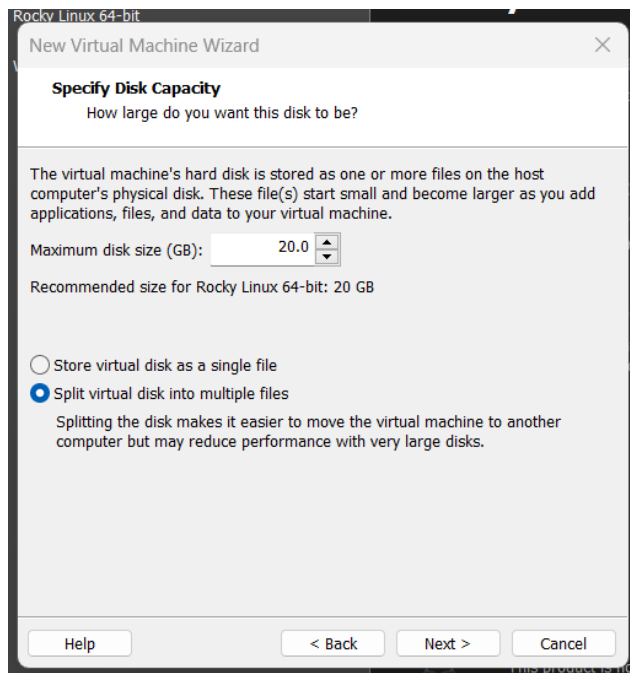 Rocky Linux 64-bit
New Virtual Machine Wizard
Specify Disk Capacity
How large do you want this disk to be?
The virtual machine's hard disk is stored as one or more files on the host
computer's physical disk. These file(s) start small and become larger as you add
applications, files, and data to your virtual machine.
Maximum disk size (GB): 20.0
Recommended size for Rocky Linux 64-bit: 20 GB
Store virtual disk as a single file
Split virtual disk into multiple files
Splitting the disk makes it easier to move the virtual machine to another
computer but may reduce performance with very large disks.
Help < Back Next > Cancel
This product is